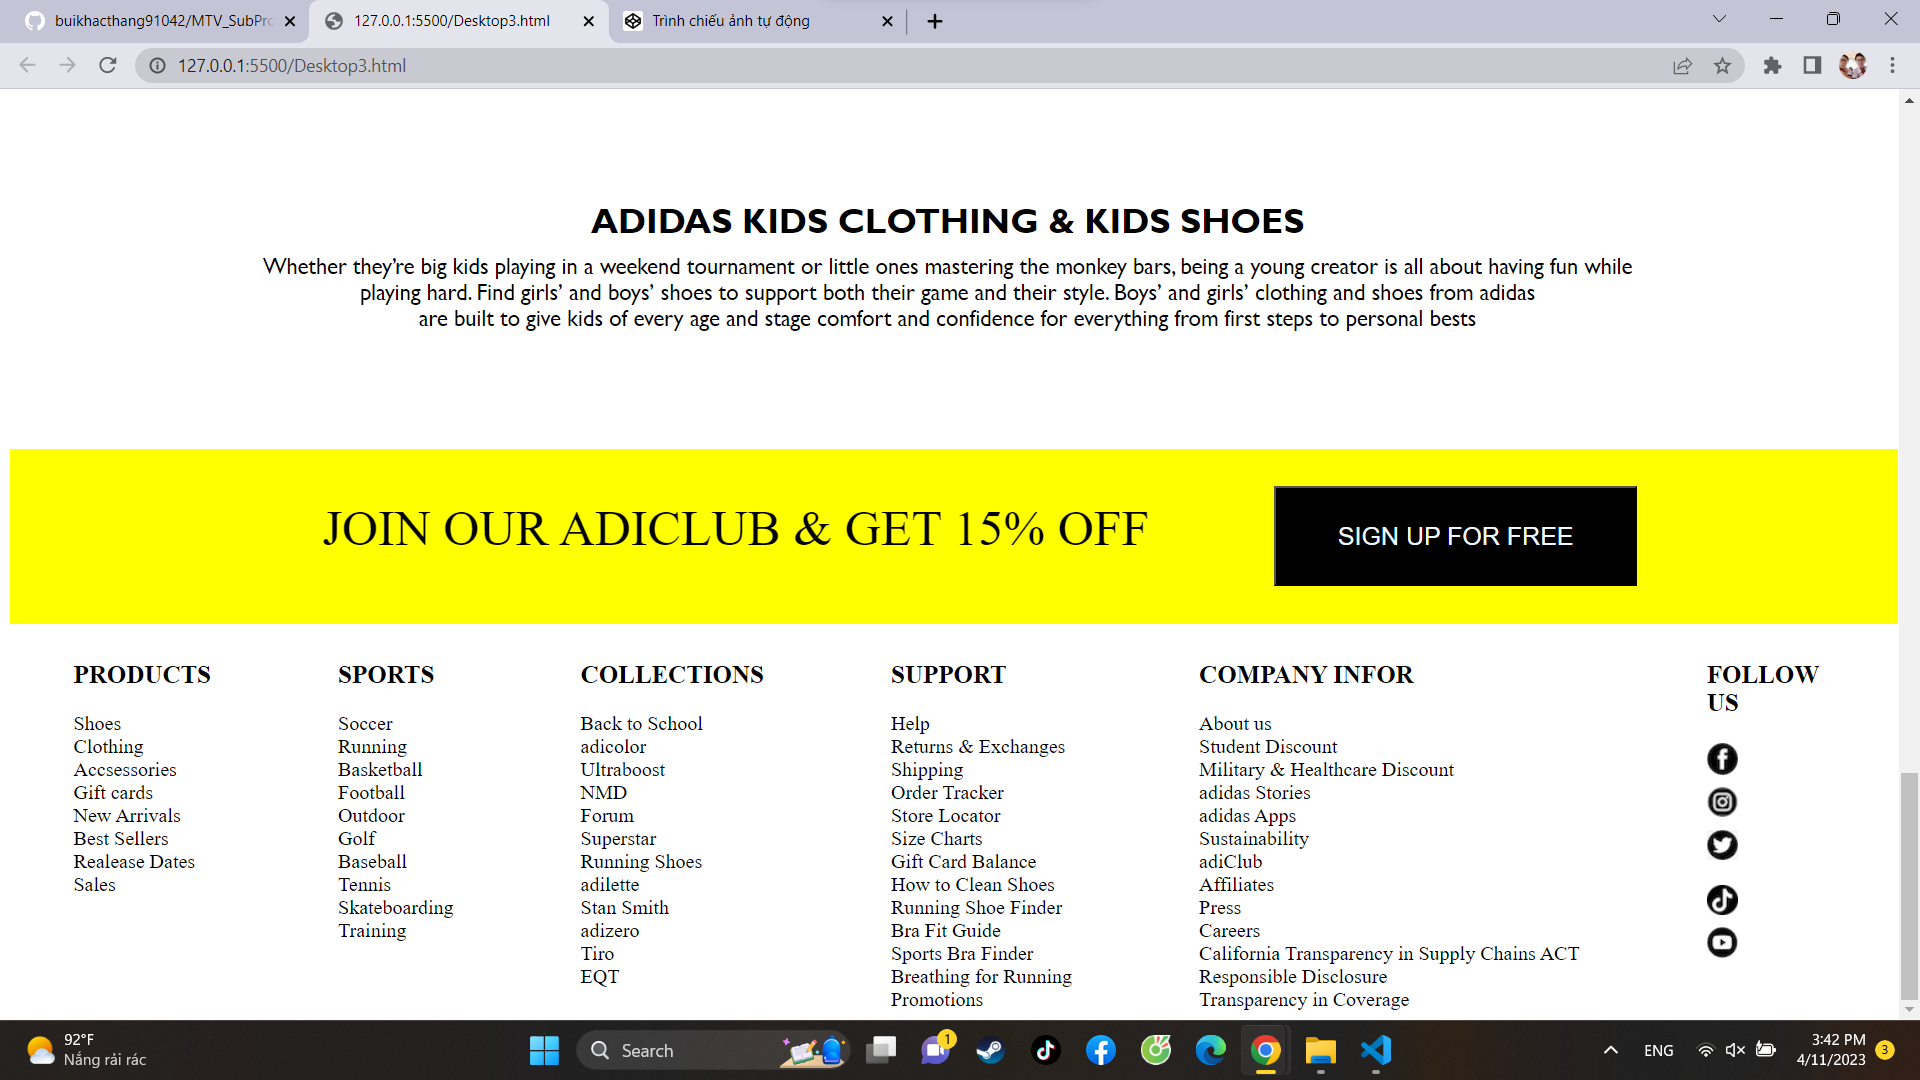 buikhacthang91042/MTV_SubPro
127.0.0.1:5500/Desktop3.html
Trình chiếu ảnh tự động
127.0.0.1:5500/Desktop3.html
ADIDAS KIDS CLOTHING & KIDS SHOES
Whether they’re big kids playing in a weekend tournament or little ones mastering the monkey bars, being a young creator is all about having fun while
playing hard. Find girls’ and boys’ shoes to support both their game and their style. Boys’ and girls’ clothing and shoes from adidas
are built to give kids of every age and stage comfort and confidence for everything from first steps to personal bests
JOIN OUR ADICLUB & GET 15% OFF
SIGN UP FOR FREE
PRODUCTS
Shoes
Clothing
Accsessories
Gift cards
New Arrivals
Best Sellers
Realease Dates
Sales
SPORTS
Soccer
Running
Basketball
Football
Outdoor
Golf
Baseball
Tennis
Skateboarding
Training
COLLECTIONS
Back to School
adicolor
Ultraboost
NMD
Forum
Superstar
Running Shoes
adilette
Stan Smith
adizero
Tiro
EQT
SUPPORT
Help
Returns & Exchanges
Shipping
Order Tracker
Store Locator
Size Charts
Gift Card Balance
How to Clean Shoes
Running Shoe Finder
Bra Fit Guide
Sports Bra Finder
Breathing for Running
Promotions
COMPANY INFOR
About us
Student Discount
Military & Healthcare Discount
adidas Stories
adidas Apps
Sustainability
adiClub
Affiliates
Press
Careers
California Transparency in Supply Chains ACT
Responsible Disclosure
Transparency in Coverage
FOLLOW
US
92°F
Nắng rải rác
Search
1
ENG
3:42 PM
4/11/2023
3